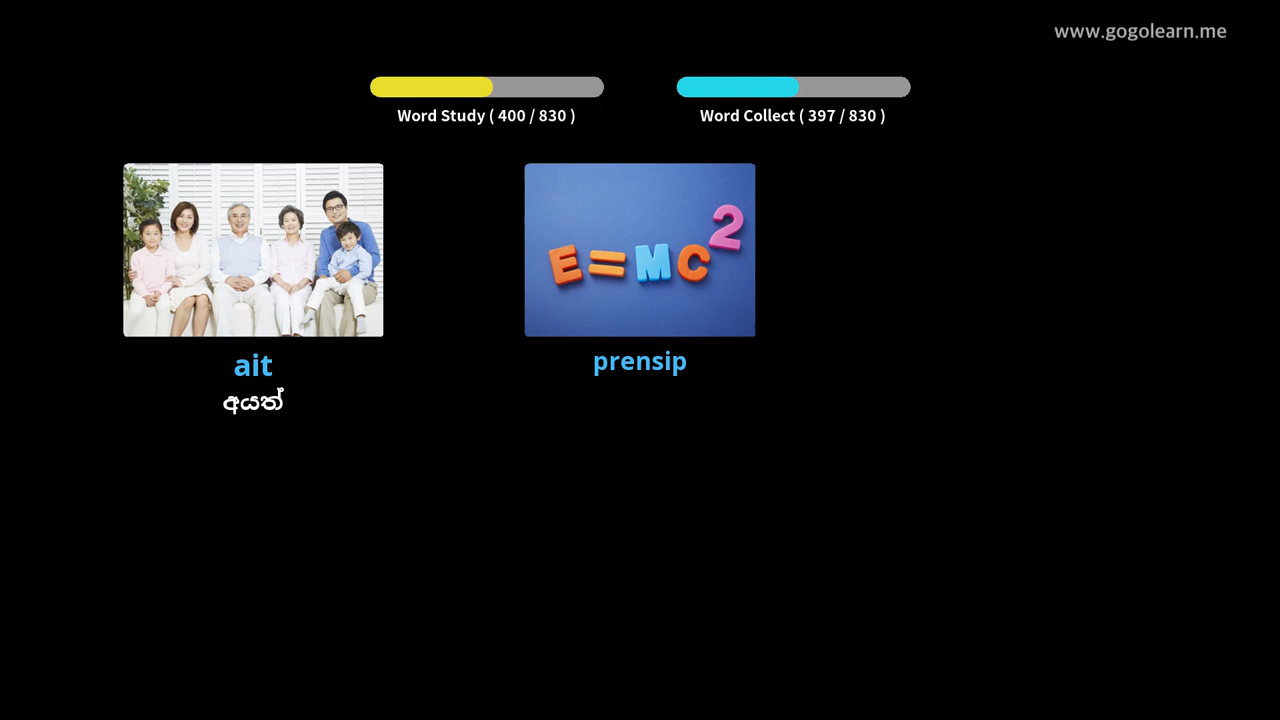 www.gogolearn.me
Word Study ( 400 / 830 )
Word Collect ( 397 / 830 )
E=MC2
ait
අයත්
prensip